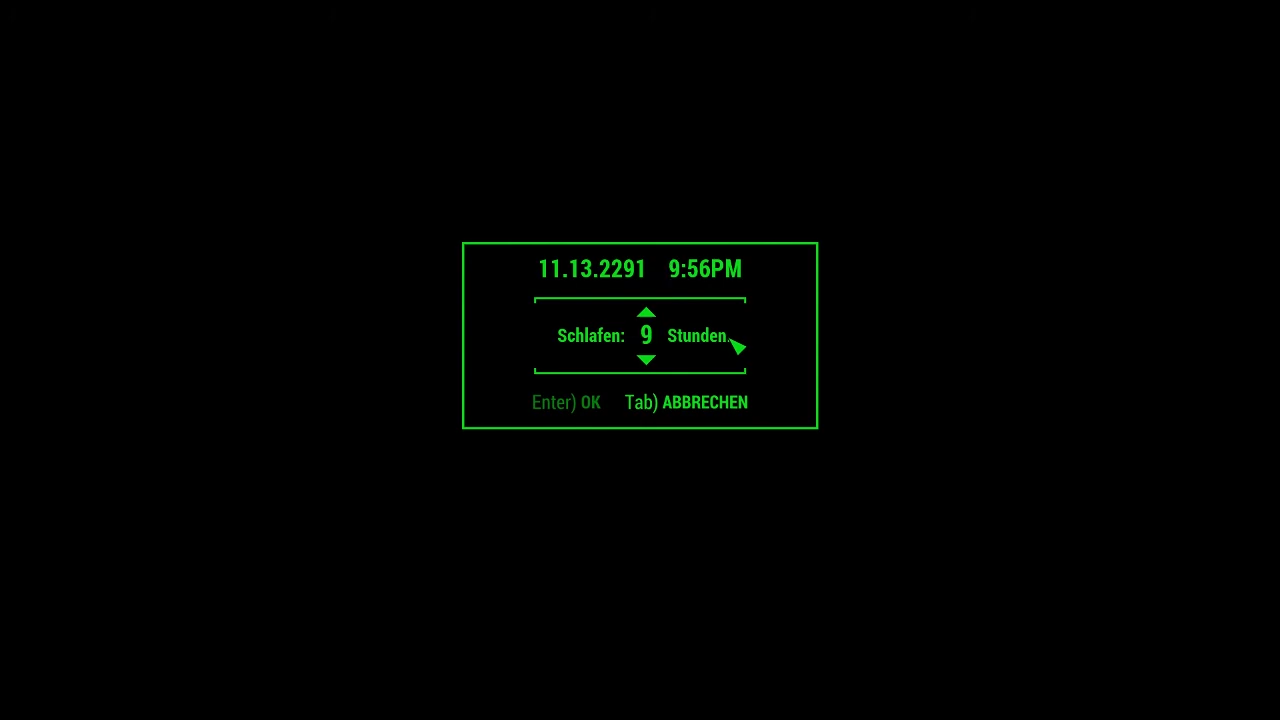 11.13.2291 9:56PM
Schlafen: 9 Stunden.
Enter) OK Tab) ABBRECHEN